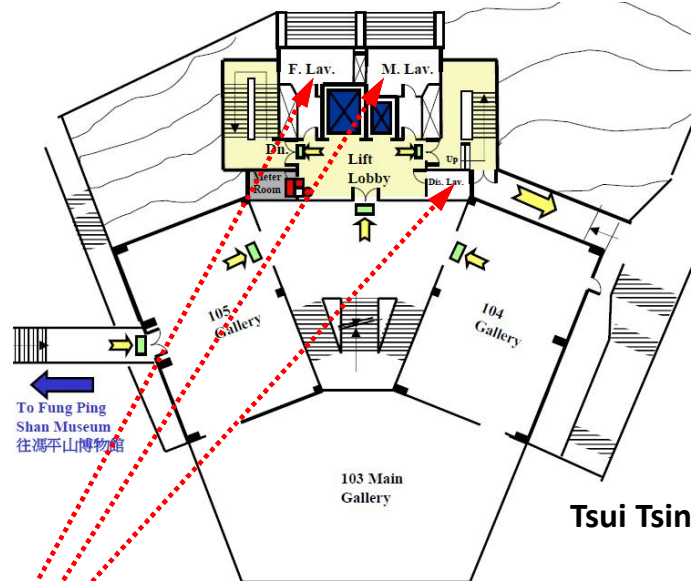 F. Lav.
M. Lav.
Dn.
Up
Lift
Lobby
Meter
Room
Dis. Lav.
105
Gallery
104
Gallery
To Fung Ping
Shan Museum
往馮平山博物館
103 Main
Gallery
Tsui Tsin